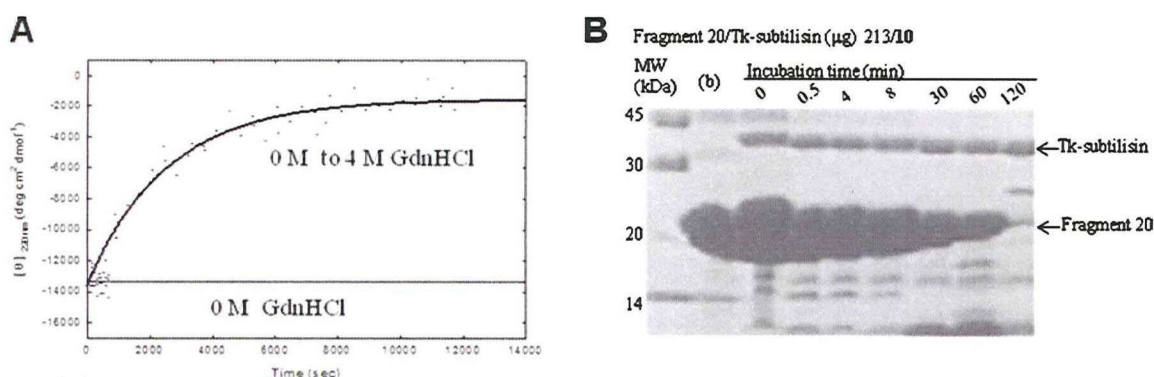 A
0
-2000
-4000
-6000
-8000
-10000
-12000
-14000
-16000
[θ] 220 nm (deg cm² dmol⁻¹)
0 M to 4 M GdnHCl
0 M GdnHCl
0 2000 4000 6000 8000 10000 12000 14000
Time (sec)
B
Fragment 20/Tk-subtilisin (μg) 213/10
MW (kDa)
(b)
Incubation time (min)
0 0.5 4 8 30 60 120
45
30
20
14
←Tk-subtilisin
←Fragment 20